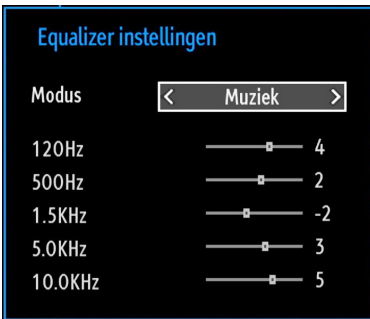 Equalizer instellingen
Modus < Muziek >
120Hz 4
500Hz 2
1.5KHz -2
5.0KHz 3
10.0KHz 5